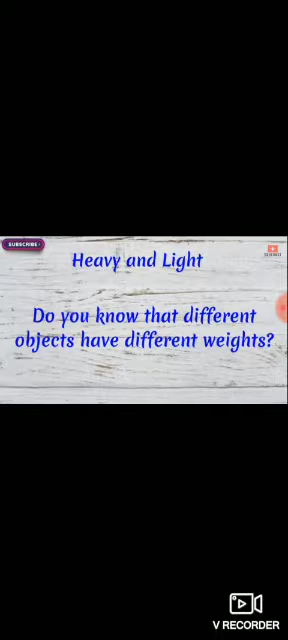 SUBSCRIBE
Heavy and Light
Do you know that different
objects have different weights?
V RECORDER